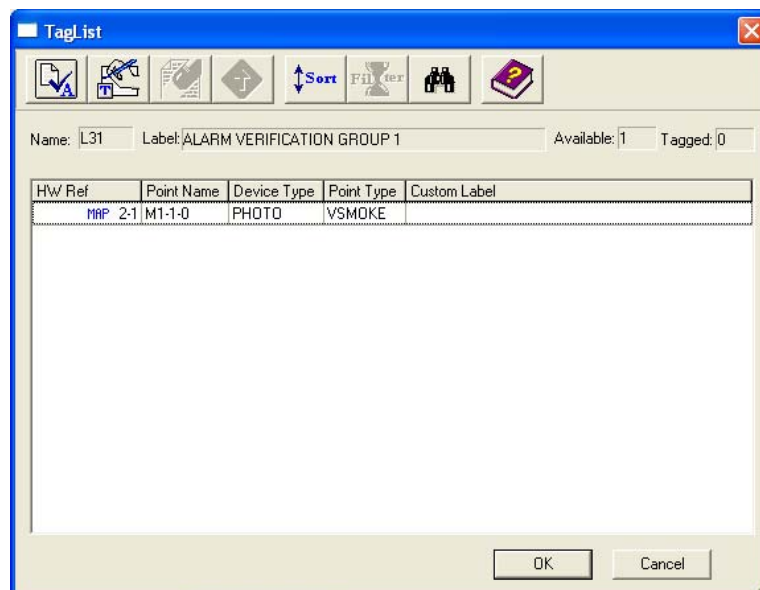 TagList
A
T
Sort
Filter
?
Name: L31 Label: ALARM VERIFICATION GROUP 1 Available: 1 Tagged: 0
HW Ref Point Name Device Type Point Type Custom Label
MAP 2-1 M1-1-0 PHOTO VSMOKE
OK Cancel